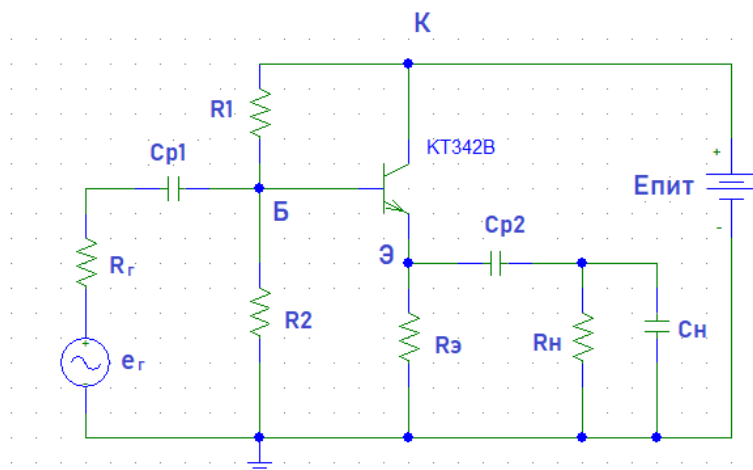 К
R1
КТ342В
Ср1
+
Епит
Б
Ср2
Э
-
Rг
R2
Rэ
Rн
Сн
+
ег